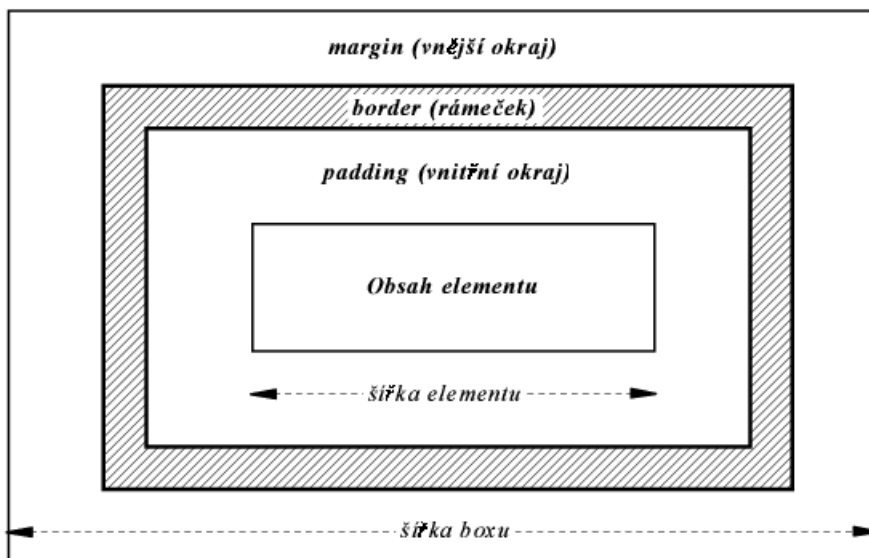 margin (vnější okraj)
border (rámeček)
padding (vnitřní okraj)
Obsah elementu
šířka elementu
šířka boxu